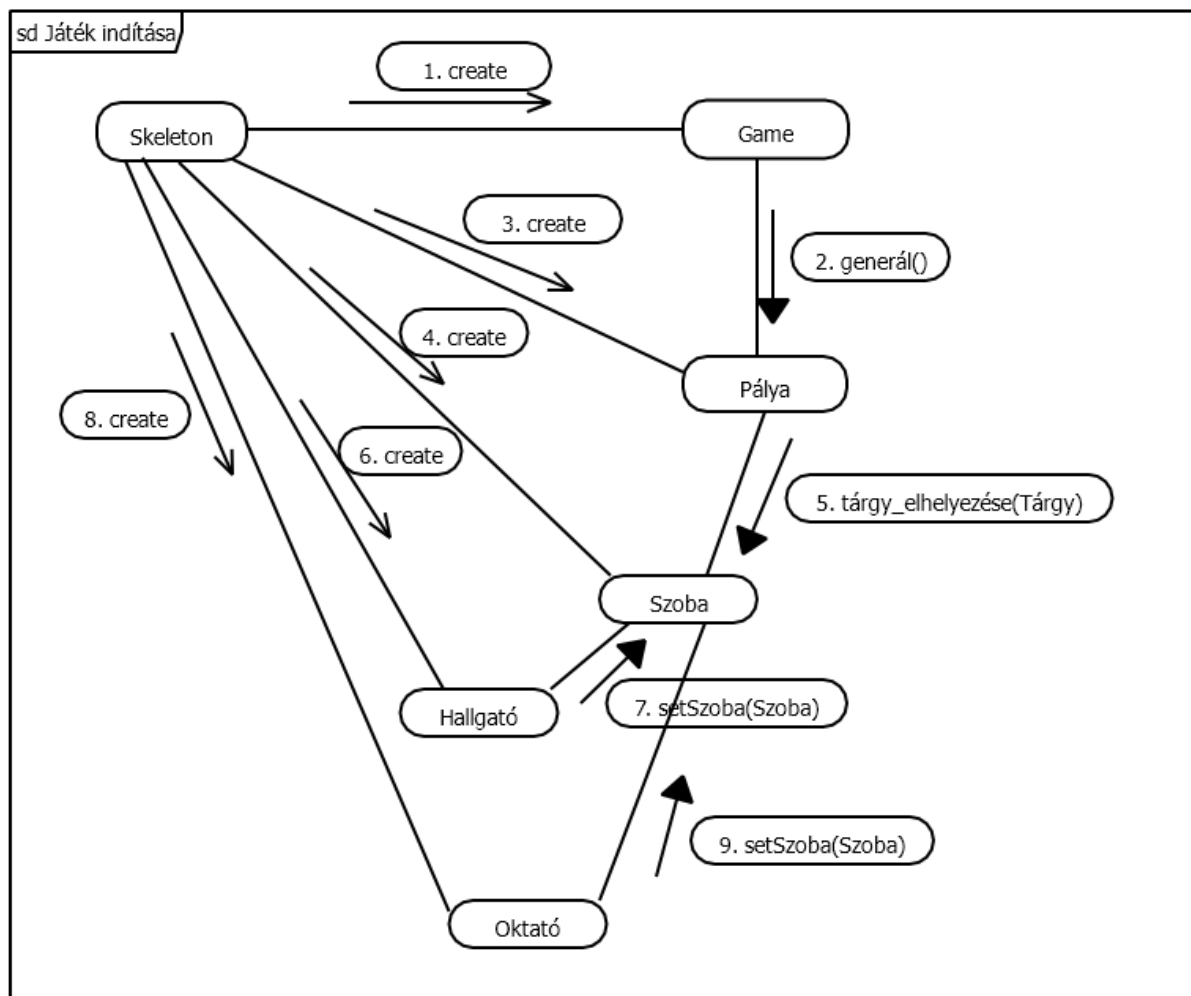 sd Játék indítása
1. create
Skeleton
Game
3. create
2. generál()
4. create
Pálya
8. create
6. create
5. tárgy_elhelyezése(Tárgy)
Szoba
Hallgató
7. setSzoba(Szoba)
9. setSzoba(Szoba)
Oktató